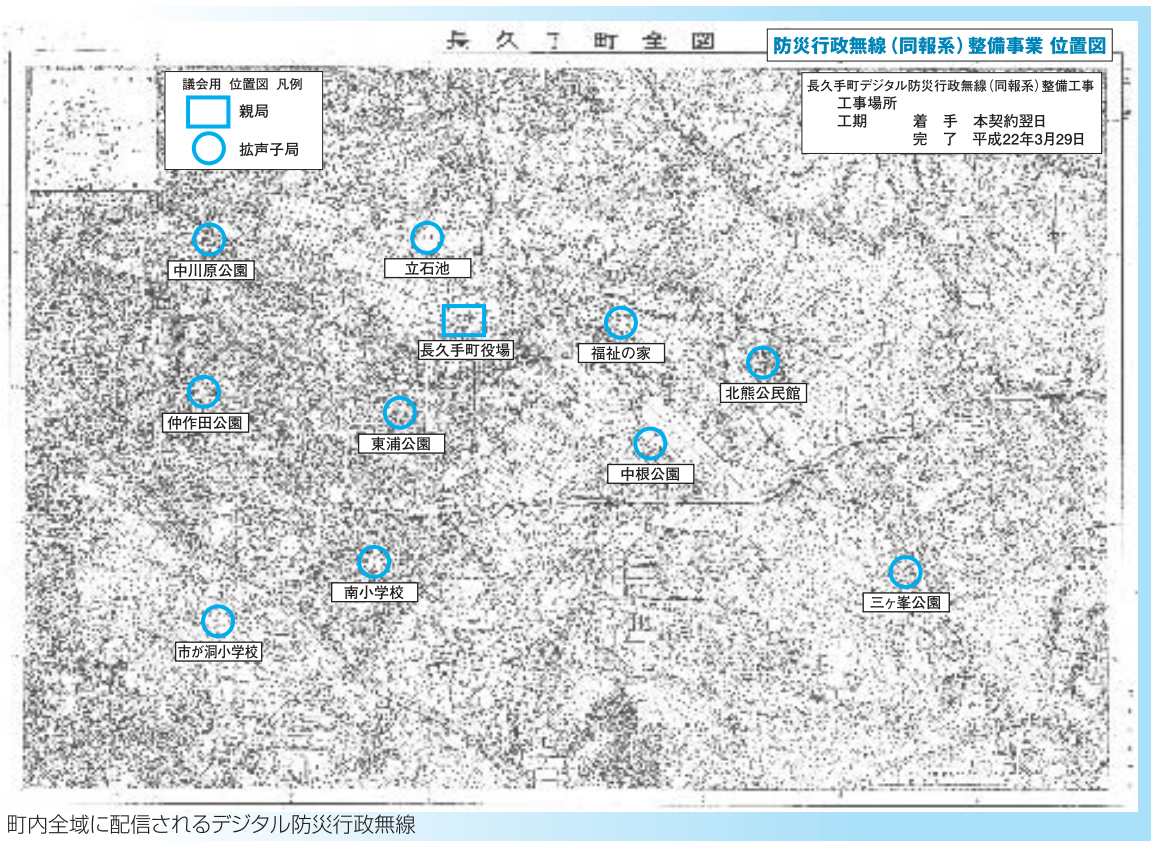 長久手町全図
防災行政無線（同報系）整備事業 位置図
議会用 位置図 凡例
親局
拡声子局
長久手町デジタル防災行政無線（同報系）整備工事
工事場所
工期 着 手 本契約翌日
完 了 平成22年3月29日
中川原公園
立石池
長久手町役場
福祉の家
北熊公民館
仲作田公園
東浦公園
中根公園
南小学校
三ヶ峯公園
市が洞小学校
町内全域に配信されるデジタル防災行政無線